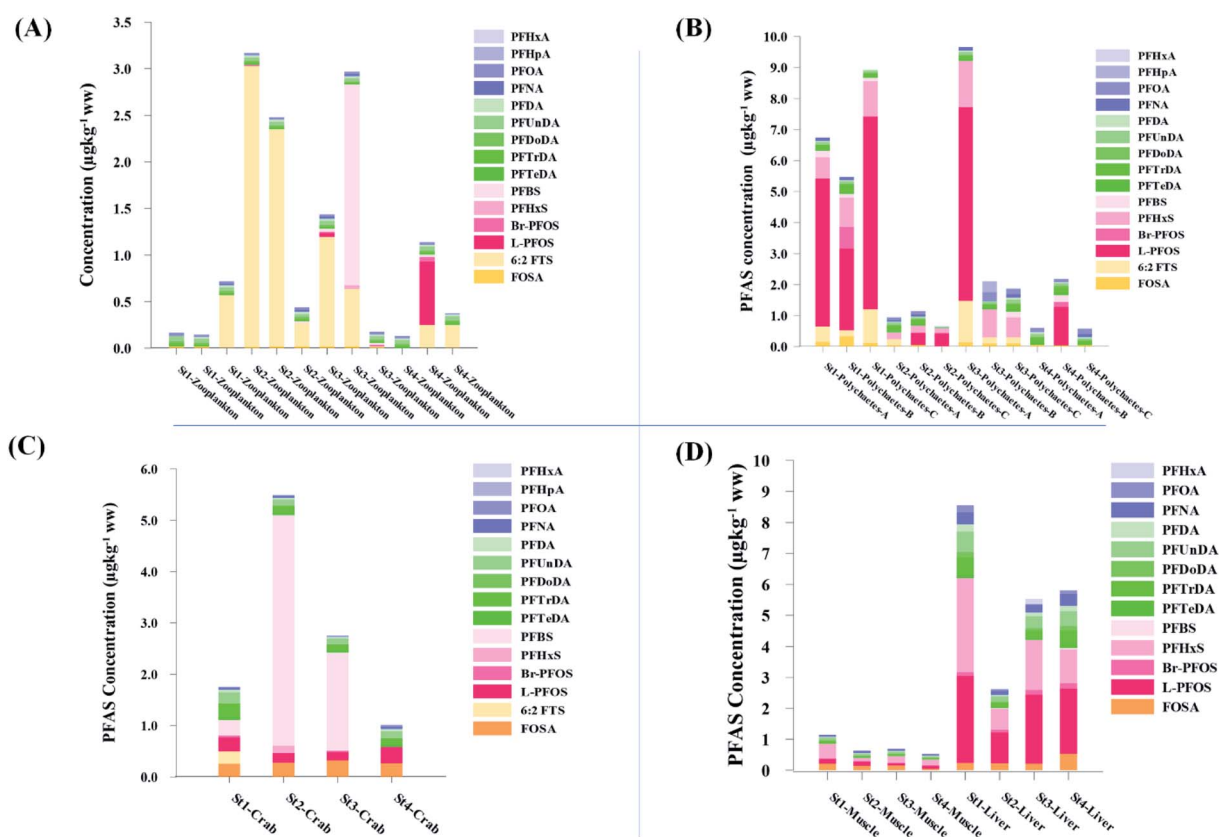 (A)
Concentration (µgkg⁻¹ ww)
3.5
3.0
2.5
2.0
1.5
1.0
0.5
0.0
St1-Zooplankton
St1-Zooplankton
St1-Zooplankton
St2-Zooplankton
St2-Zooplankton
St2-Zooplankton
St3-Zooplankton
St3-Zooplankton
St3-Zooplankton
St4-Zooplankton
St4-Zooplankton
St4-Zooplankton
PFHxA
PFHpA
PFOA
PFNA
PFDA
PFUnDA
PFDoDA
PFTrDA
PFTeDA
PFBS
PFHxS
Br-PFOS
L-PFOS
6:2 FTS
FOSA
(B)
PFAS concentration (µgkg⁻¹ ww)
10.0
9.0
8.0
7.0
6.0
5.0
4.0
3.0
2.0
1.0
0.0
St1-Polychaetes-A
St1-Polychaetes-B
St1-Polychaetes-C
St2-Polychaetes-A
St2-Polychaetes-B
St2-Polychaetes-C
St3-Polychaetes-A
St3-Polychaetes-B
St3-Polychaetes-C
St4-Polychaetes-A
St4-Polychaetes-B
St4-Polychaetes-C
PFHxA
PFHpA
PFOA
PFNA
PFDA
PFUnDA
PFDoDA
PFTrDA
PFTeDA
PFBS
PFHxS
Br-PFOS
L-PFOS
6:2 FTS
FOSA
(C)
PFAS Concentration (µgkg⁻¹ ww)
6.0
5.0
4.0
3.0
2.0
1.0
0.0
St1-Crab
St2-Crab
St3-Crab
St4-Crab
PFHxA
PFHpA
PFOA
PFNA
PFDA
PFUnDA
PFDoDA
PFTrDA
PFTeDA
PFBS
PFHxS
Br-PFOS
L-PFOS
6:2 FTS
FOSA
(D)
PFAS Concentration (µgkg⁻¹ ww)
10
9
8
7
6
5
4
3
2
1
0
St1-Muscle
St2-Muscle
St3-Muscle
St4-Muscle
St1-Liver
St2-Liver
St3-Liver
St4-Liver
PFHxA
PFOA
PFNA
PFDA
PFUnDA
PFDoDA
PFTrDA
PFTeDA
PFBS
PFHxS
Br-PFOS
L-PFOS
FOSA